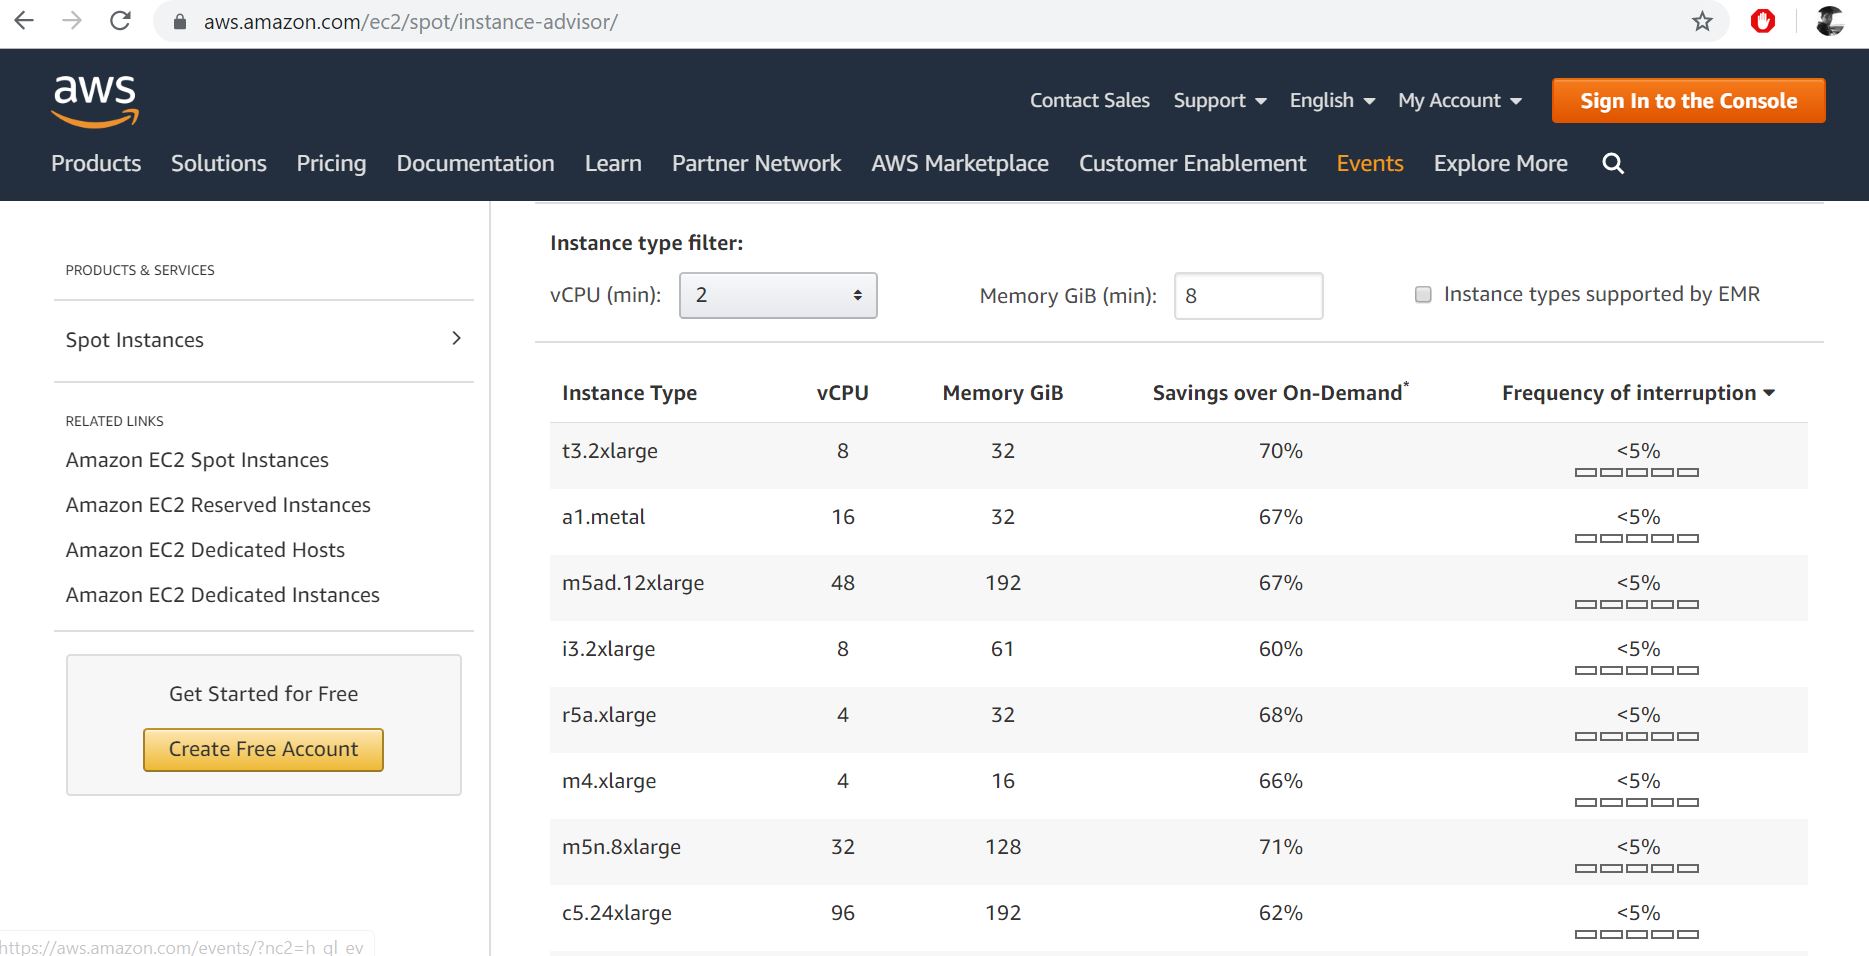 aws.amazon.com/ec2/spot/instance-advisor/
aws
Contact Sales Support English My Account Sign In to the Console
Products Solutions Pricing Documentation Learn Partner Network AWS Marketplace Customer Enablement Events Explore More
PRODUCTS & SERVICES
Spot Instances
RELATED LINKS
Amazon EC2 Spot Instances
Amazon EC2 Reserved Instances
Amazon EC2 Dedicated Hosts
Amazon EC2 Dedicated Instances
Get Started for Free
Create Free Account
Instance type filter:
vCPU (min): 2 Memory GiB (min): 8 Instance types supported by EMR
Instance Type vCPU Memory GiB Savings over On-Demand* Frequency of interruption
t3.2xlarge 8 32 70% <5%
a1.metal 16 32 67% <5%
m5ad.12xlarge 48 192 67% <5%
i3.2xlarge 8 61 60% <5%
r5a.xlarge 4 32 68% <5%
m4.xlarge 4 16 66% <5%
m5n.8xlarge 32 128 71% <5%
c5.24xlarge 96 192 62% <5%
https://aws.amazon.com/events/?nc2=h_ql_ev